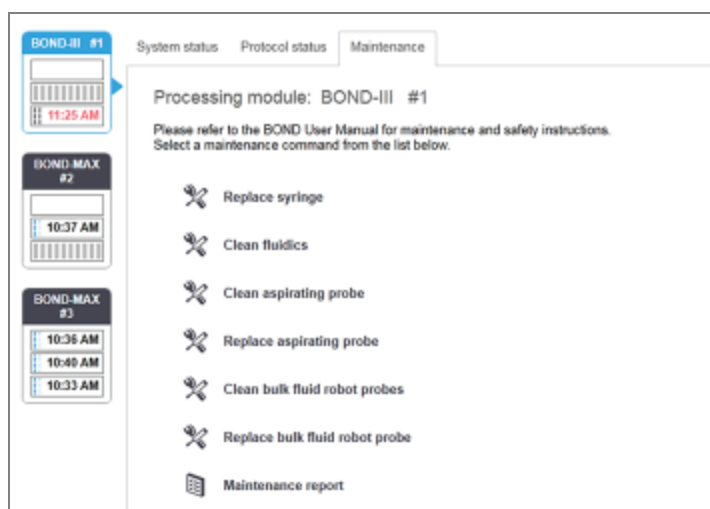 BOND-III #1
11:25 AM
BOND-MAX
#2
10:37 AM
BOND-MAX
#3
10:36 AM
10:40 AM
10:33 AM
System status Protocol status Maintenance
Processing module: BOND-III #1
Please refer to the BOND User Manual for maintenance and safety instructions.
Select a maintenance command from the list below.
Replace syringe
Clean fluidics
Clean aspirating probe
Replace aspirating probe
Clean bulk fluid robot probes
Replace bulk fluid robot probe
Maintenance report